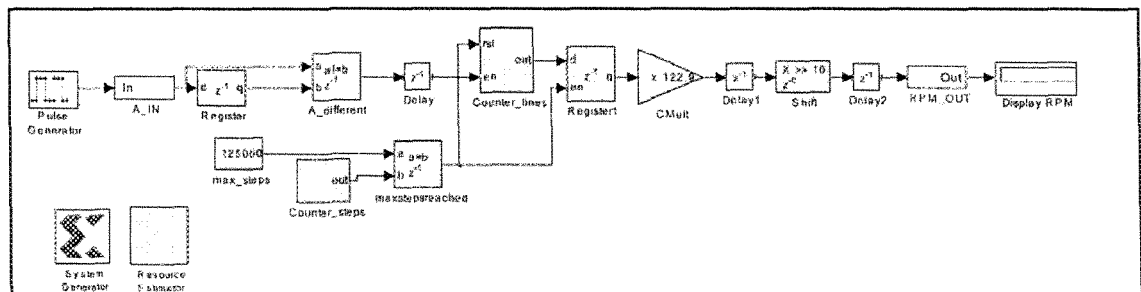 Pulse
Generator
In
A_IN
d z⁻¹ q
Register
a
b
a!=b
z⁻¹
A_different
z⁻¹
Delay
rst
en
out
Counter_lines
d
en
z⁻¹ q
Register1
x 122.9
CMult
z⁻¹
Delay1
X >> 10
Shift
z⁻¹
Delay2
Out
RPM_OUT
Display RPM
125000
max_steps
out
Counter_steps
a
b
a=b
z⁻¹
maxstepsreached
System
Generator
Resource
Estimator